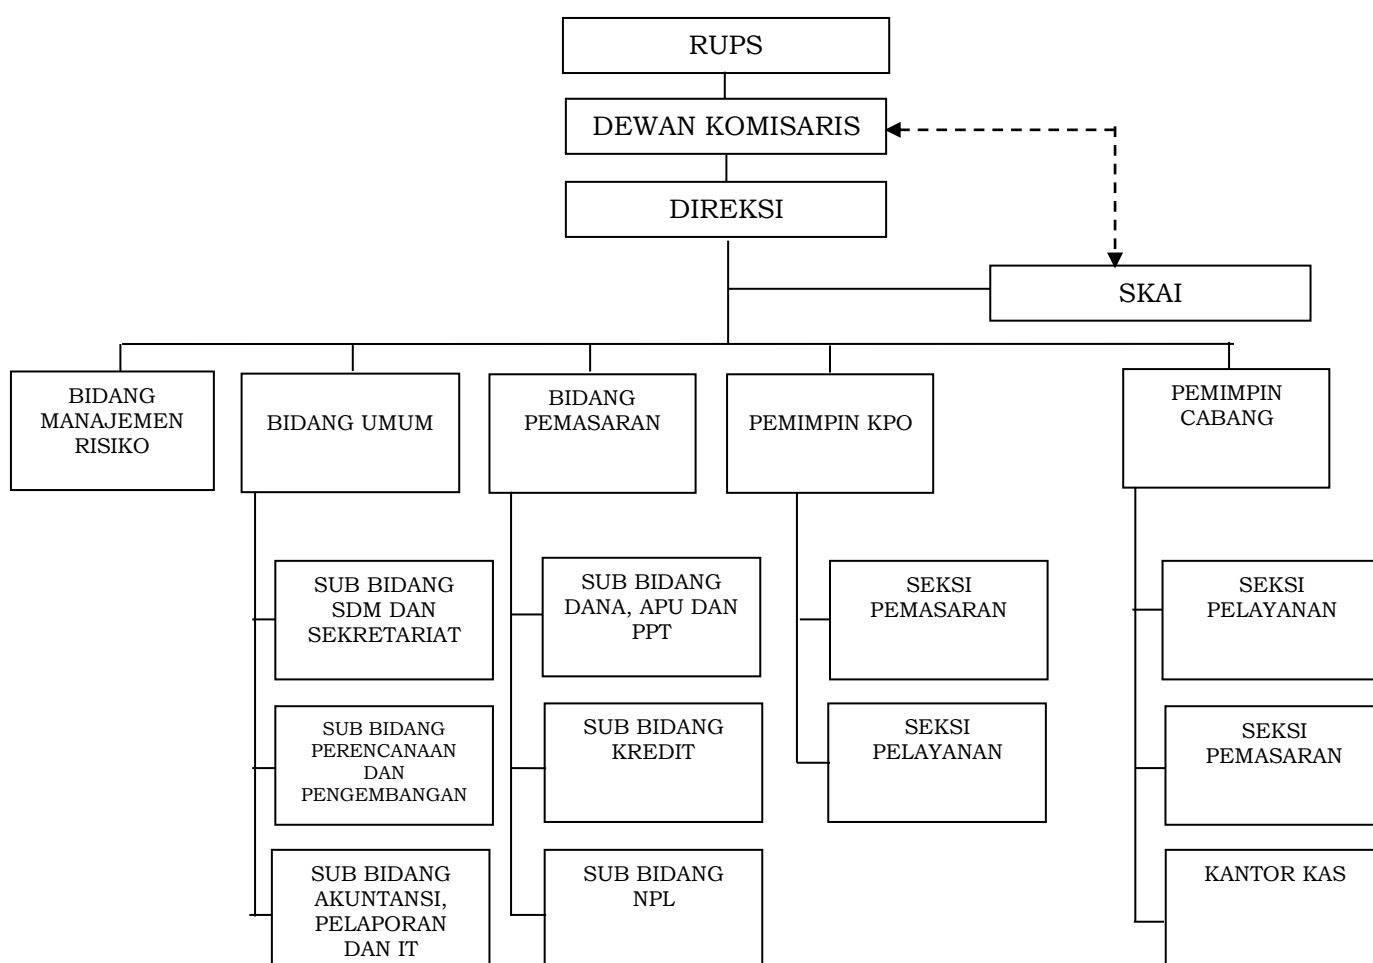 RUPS
DEWAN KOMISARIS
DIREKSI
SKAI
BIDANG
MANAJEMEN
RISIKO
BIDANG UMUM
BIDANG
PEMASARAN
PEMIMPIN KPO
PEMIMPIN
CABANG
SUB BIDANG
SDM DAN
SEKRETARIAT
SUB BIDANG
DANA, APU DAN
PPT
SEKSI
PEMASARAN
SEKSI
PELAYANAN
SUB BIDANG
PERENCANAAN
DAN
PENGEMBANGAN
SUB BIDANG
KREDIT
SEKSI
PELAYANAN
SEKSI
PEMASARAN
SUB BIDANG
AKUNTANSI,
PELAPORAN
DAN IT
SUB BIDANG
NPL
KANTOR KAS